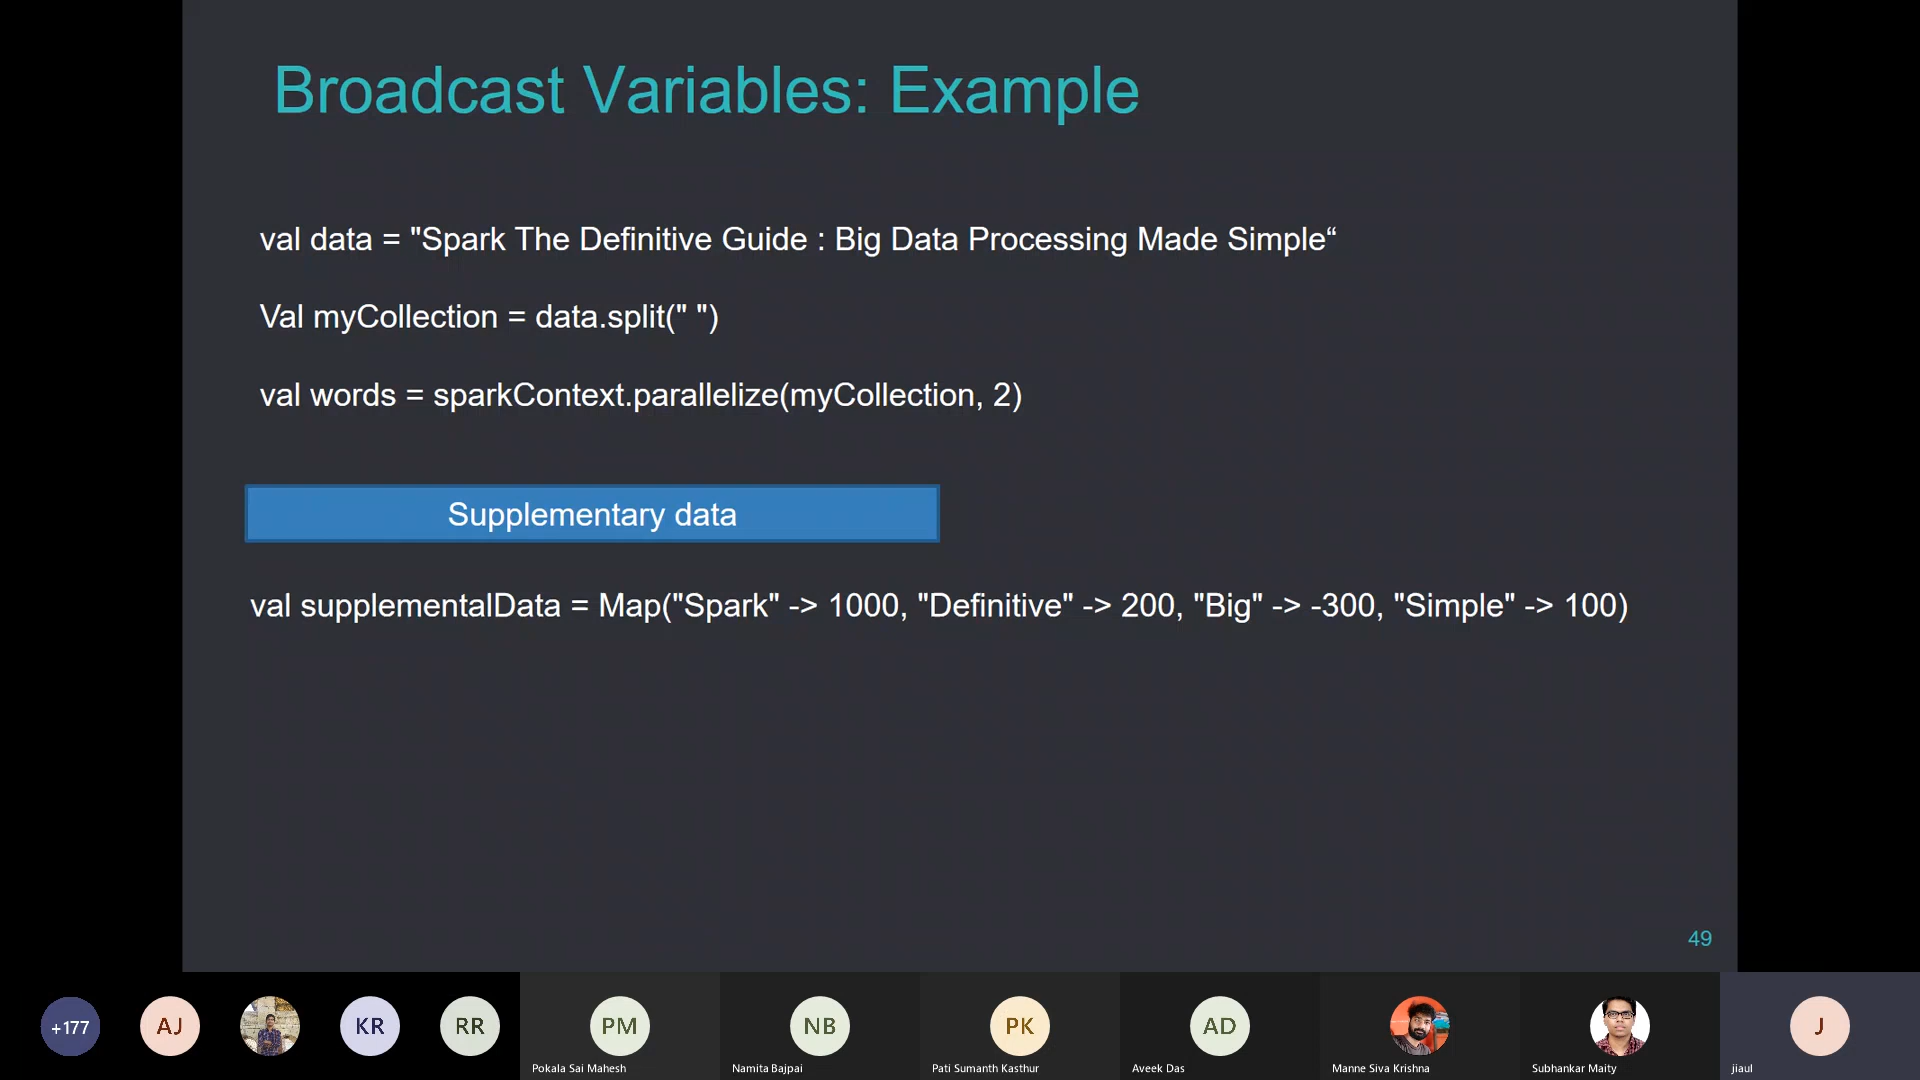 Broadcast Variables: Example
val data = "Spark The Definitive Guide : Big Data Processing Made Simple“
Val myCollection = data.split(" ")
val words = sparkContext.parallelize(myCollection, 2)
Supplementary data
val supplementalData = Map("Spark" -> 1000, "Definitive" -> 200, "Big" -> -300, "Simple" -> 100)
49
+177 AJ KR RR PM NB PK AD J
Pokala Sai Mahesh Namita Bajpai Pati Sumanth Kasthur Aveek Das Manne Siva Krishna Subhankar Maity jiaul